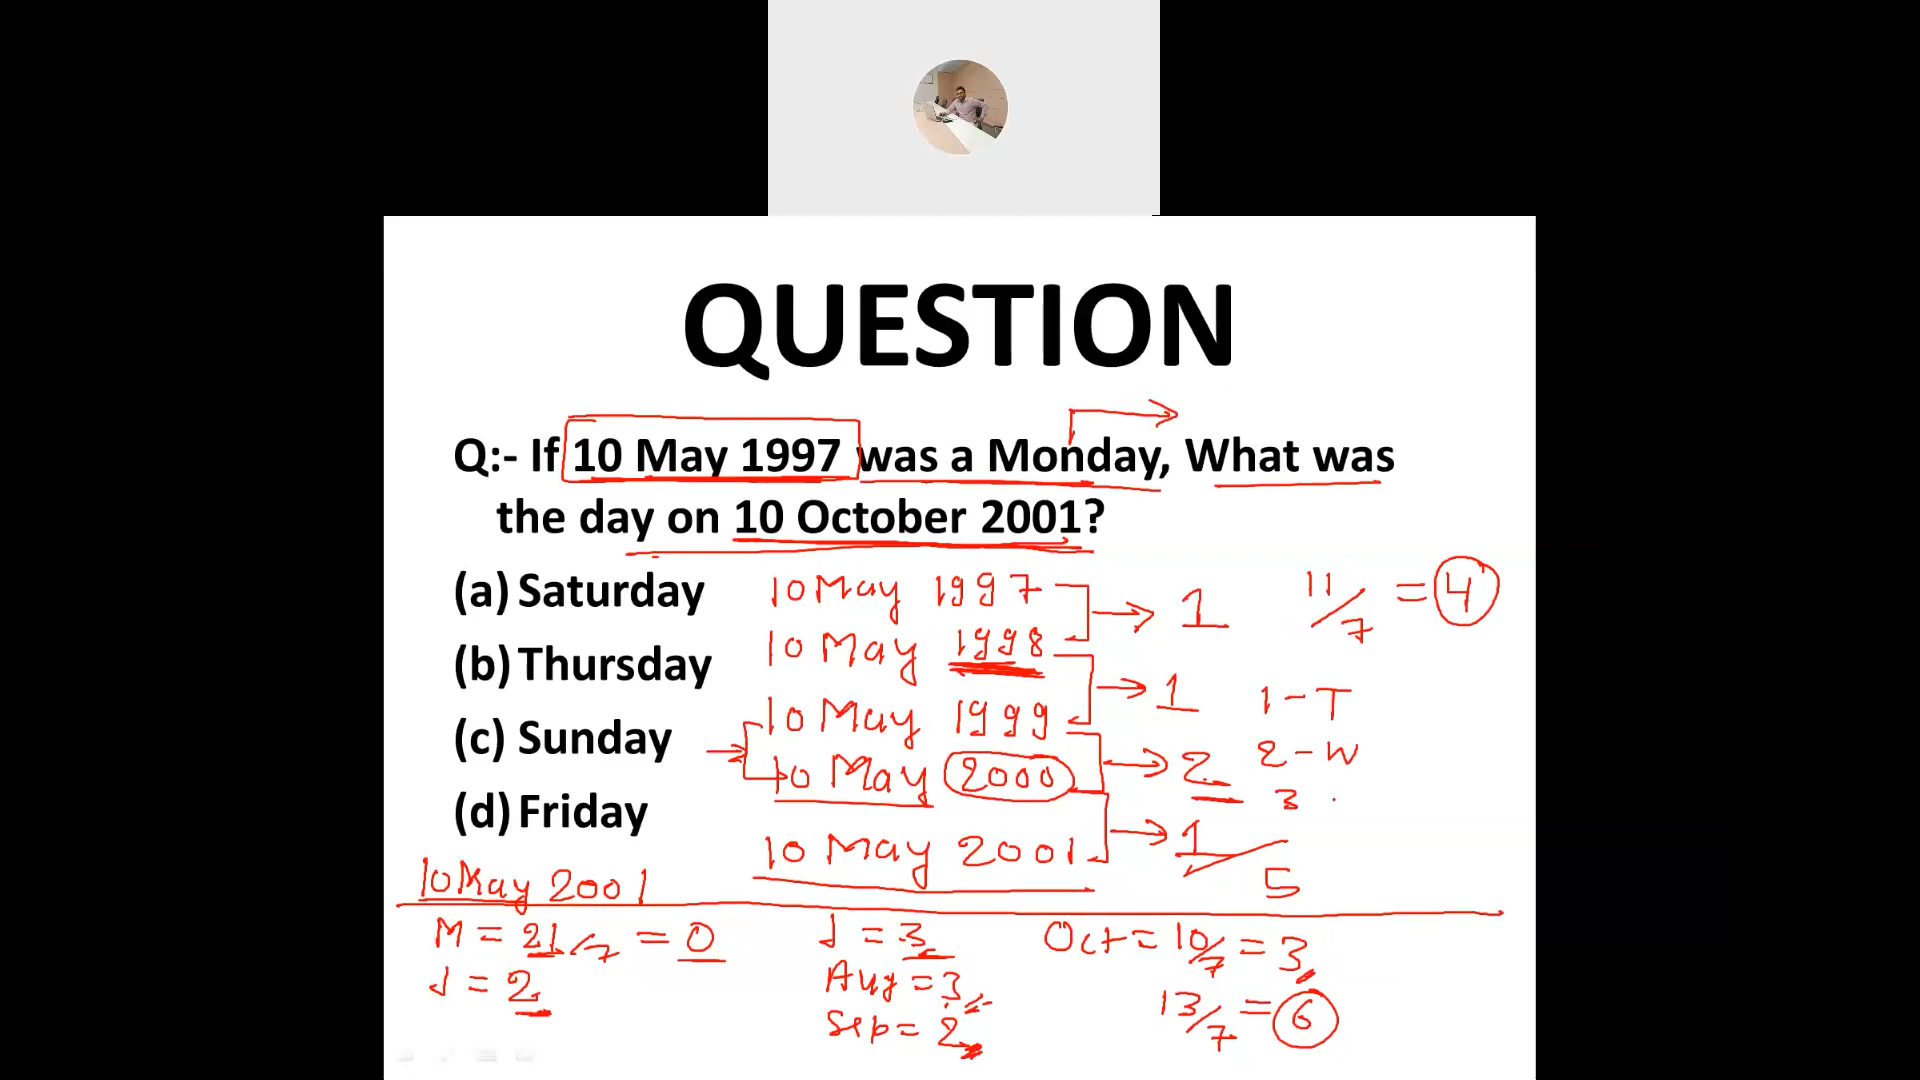 QUESTION
Q:- If 10 May 1997 was a Monday, What was
the day on 10 October 2001?
(a) Saturday
(b) Thursday
(c) Sunday
(d) Friday
10 May 1997 → 1
10 May 1998
10 May 1999 → 1
10 May 2000 → 2
10 May 2001 → 1
5
11/7 = 4
1 - T
2 - W
3 .
10 May 2001
M = 21/7 = 0
J = 2
J = 3
Aug = 3
Sep = 2
Oct = 10/7 = 3
13/7 = 6